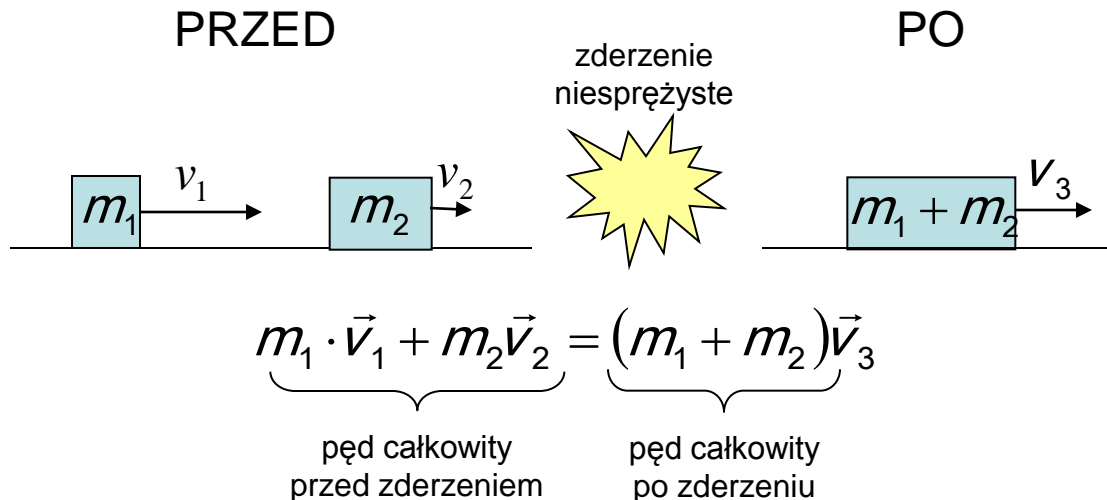 PRZED
PO
zderzenie
niesprężyste
v₁
v₂
v₃
m₁
m₂
m₁ + m₂
m₁ · v⃗₁ + m₂v⃗₂ = (m₁ + m₂)v⃗₃
pęd całkowity
przed zderzeniem
pęd całkowity
po zderzeniu